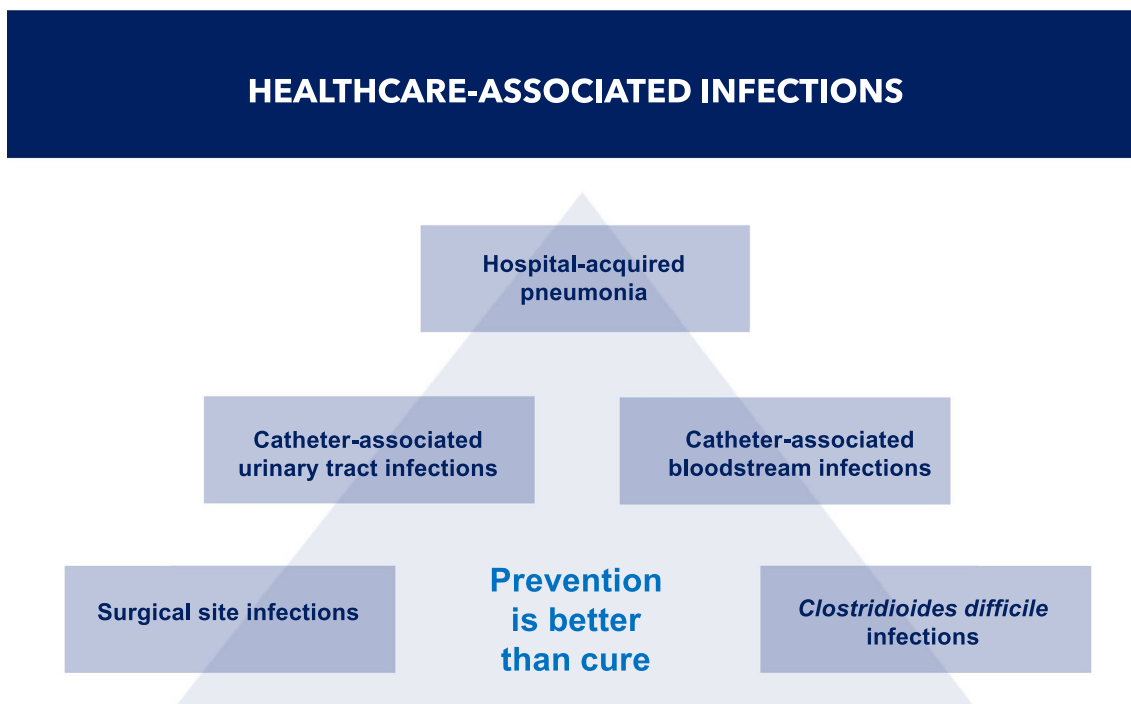 HEALTHCARE-ASSOCIATED INFECTIONS
Hospital-acquired
pneumonia
Catheter-associated
urinary tract infections
Catheter-associated
bloodstream infections
Surgical site infections
Prevention
is better
than cure
Clostridioides difficile
infections